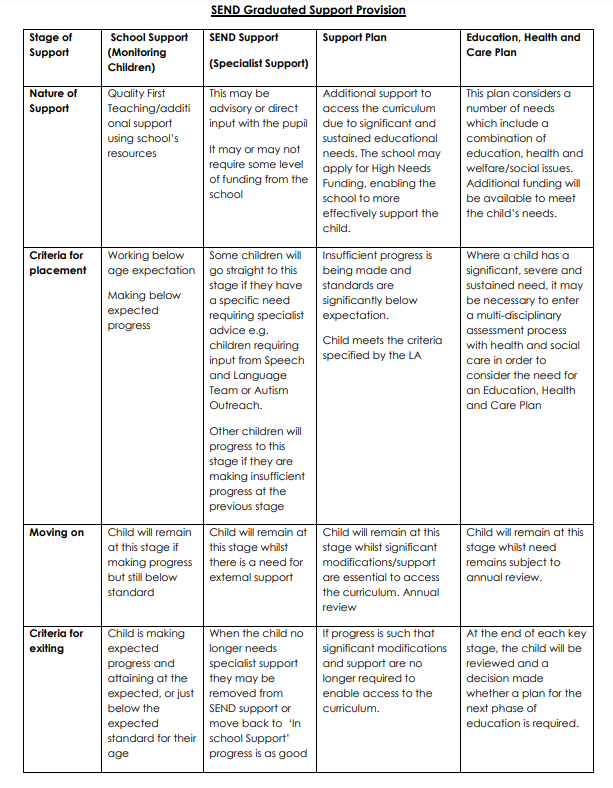 SEND Graduated Support Provision
Stage of
Support
School Support
(Monitoring
Children)
SEND Support
(Specialist Support)
Support Plan
Education, Health and
Care Plan
Nature of
Support
Quality First
Teaching/additi
onal support
using school's
resources
This may be
advisory or direct
input with the pupil
It may or may not
require some level
of funding from the
school
Additional support to
access the curriculum
due to significant and
sustained educational
needs. The school may
apply for High Needs
Funding, enabling the
school to more
effectively support the
child.
This plan considers a
number of needs
which include a
combination of
education, health and
welfare/social issues.
Additional funding will
be available to meet
the child's needs.
Criteria for
placement
Working below
age expectation
Making below
expected
progress
Some children will
go straight to this
stage if they have
a specific need
requiring specialist
advice e.g.
children requiring
input from Speech
and Language
Team or Autism
Outreach.
Other children will
progress to this
stage if they are
making insufficient
progress at the
previous stage
Insufficient progress is
being made and
standards are
significantly below
expectation.
Child meets the criteria
specified by the LA
Where a child has a
significant, severe and
sustained need, it may
be necessary to enter
a multi-disciplinary
assessment process
with health and social
care in order to
consider the need for
an Education, Health
and Care Plan
Moving on
Child will remain
at this stage if
making progress
but still below
standard
Child will remain at
this stage whilst
there is a need for
external support
Child will remain at this
stage whilst significant
modifications/support
are essential to access
the curriculum. Annual
review
Child will remain at this
stage whilst need
remains subject to
annual review.
Criteria for
exiting
Child is making
expected
progress and
attaining at the
expected, or just
below the
expected
standard for their
age
When the child no
longer needs
specialist support
they may be
removed from
SEND support or
move back to 'In
school Support'
progress is as good
If progress is such that
significant modifications
and support are no
longer required to
enable access to the
curriculum.
At the end of each key
stage, the child will be
reviewed and a
decision made
whether a plan for the
next phase of
education is required.